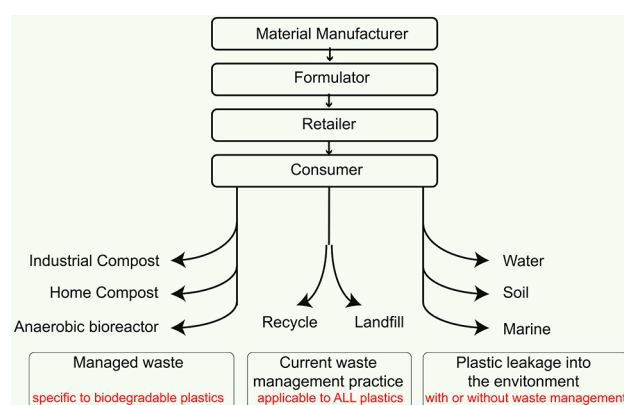 Material Manufacturer
Formulator
Retailer
Consumer
Industrial Compost
Home Compost
Anaerobic bioreactor
Recycle
Landfill
Water
Soil
Marine
Managed waste
specific to biodegradable plastics
Current waste
management practice
applicable to ALL plastics
Plastic leakage into
the envitonment
with or without waste management